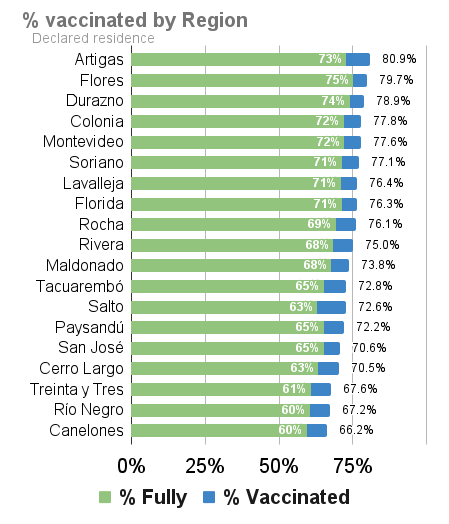 % vaccinated by Region
Declared residence
Artigas 73% 80.9%
Flores 75% 79.7%
Durazno 74% 78.9%
Colonia 72% 77.8%
Montevideo 72% 77.6%
Soriano 71% 77.1%
Lavalleja 71% 76.4%
Florida 71% 76.3%
Rocha 69% 76.1%
Rivera 68% 75.0%
Maldonado 68% 73.8%
Tacuarembó 65% 72.8%
Salto 63% 72.6%
Paysandú 65% 72.2%
San José 65% 70.6%
Cerro Largo 63% 70.5%
Treinta y Tres 61% 67.6%
Río Negro 60% 67.2%
Canelones 60% 66.2%
0% 25% 50% 75%
% Fully % Vaccinated